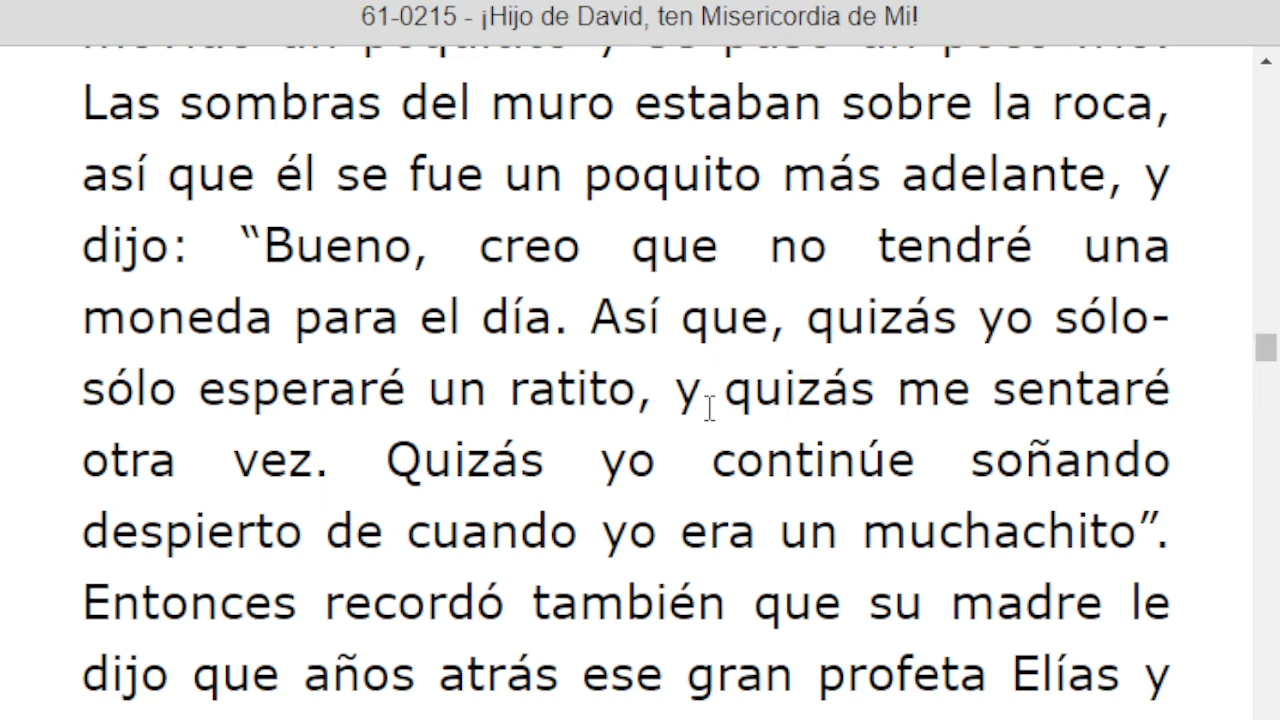 61-0215 - ¡Hijo de David, ten Misericordia de Mi!
Las sombras del muro estaban sobre la roca,
así que él se fue un poquito más adelante, y
dijo: “Bueno, creo que no tendré una
moneda para el día. Así que, quizás yo sólo-
sólo esperaré un ratito, y quizás me sentaré
otra vez. Quizás yo continúe soñando
despierto de cuando yo era un muchachito”.
Entonces recordó también que su madre le
dijo que años atrás ese gran profeta Elías y